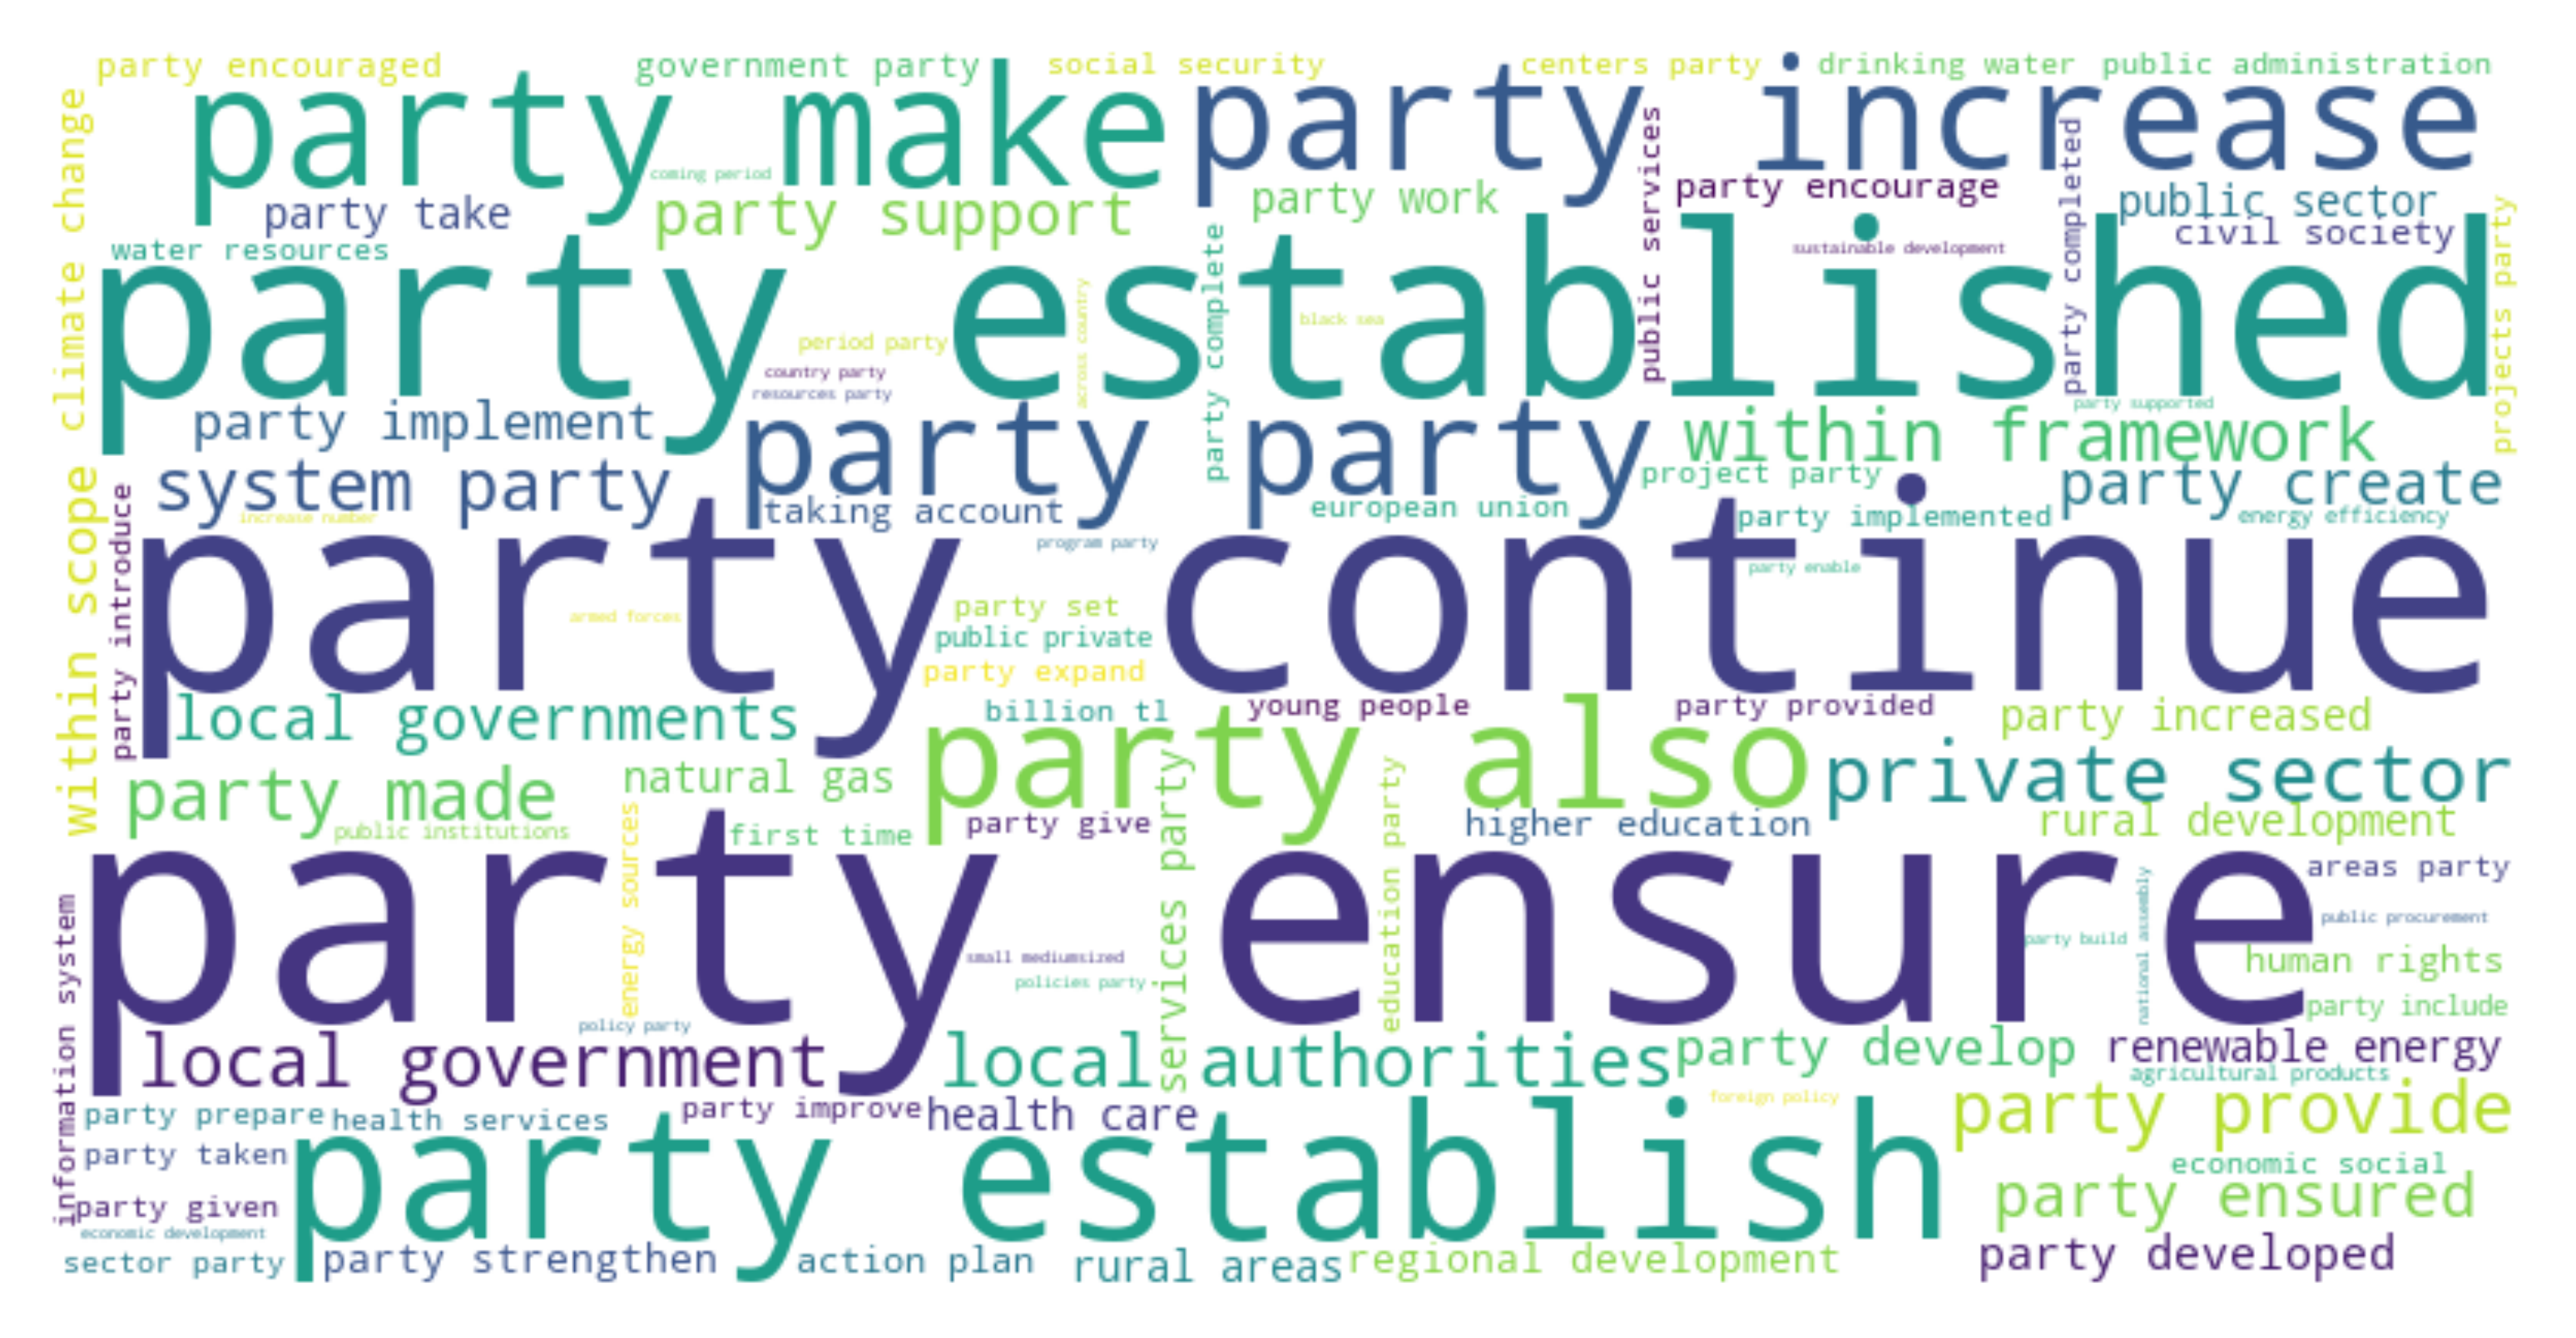 party encouraged
government party
social security
centers party
drinking water
public administration
climate change
party make
party increase
coming period
public services
party encourage
party completed
public sector
party take
party support
party work
civil society
projects party
water resources
party complete
sustainable development
party established
across country
black sea
period party
country party
resources party
party supported
party implement
party party
within framework
system party
project party
party create
within scope
party introduce
increase number
taking account
european union
party implemented
energy efficiency
program party
party enable
party continue
armed forces
party set
public private
party expand
local governments
billion tl
young people
party provided
party increased
party also
private sector
party made
natural gas
services party
education party
public institutions
energy sources
first time
party give
higher education
rural development
areas party
party ensure
national assembly
public procurement
party build
small mediumsized
policies party
human rights
information system
party include
policy party
local government
local authorities
party develop
renewable energy
agricultural products
party prepare
health services
party improve
health care
foreign policy
party provide
party taken
party establish
economic social
party given
party ensured
economic development
sector party
party strengthen
action plan
rural areas
regional development
party developed